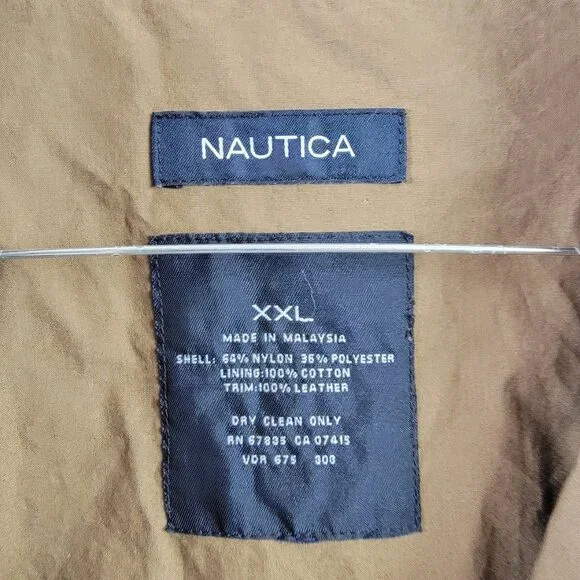 NAUTICA
XXL
MADE IN MALAYSIA
SHELL: 64% NYLON 36% POLYESTER
LINING:100% COTTON
TRIM:100% LEATHER
DRY CLEAN ONLY
RN 67835 CA 07415
VDR 675 303